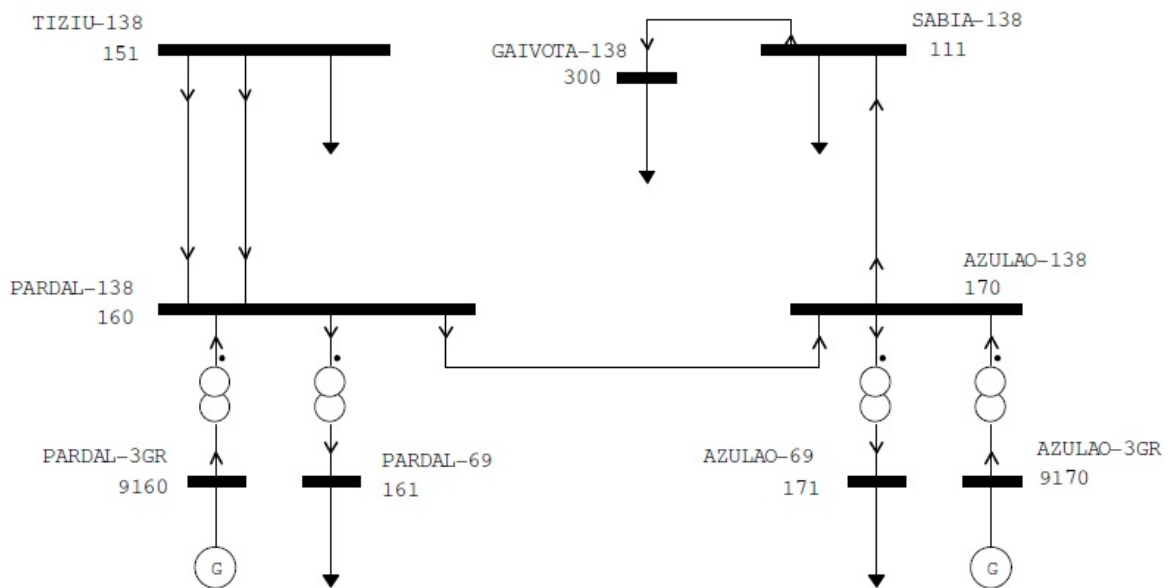 TIZIU-138
151
GAIVOTA-138
300
SABIA-138
111
PARDAL-138
160
AZULAO-138
170
PARDAL-3GR
9160
PARDAL-69
161
AZULAO-69
171
AZULAO-3GR
9170
G
G